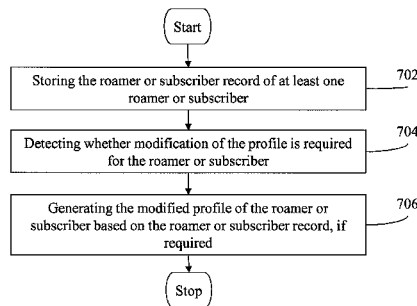 Start
702
Storing the roamer or subscriber record of at least one
roamer or subscriber
704
Detecting whether modification of the profile is required
for the roamer or subscriber
706
Generating the modified profile of the roamer or
subscriber based on the roamer or subscriber record, if
required
Stop